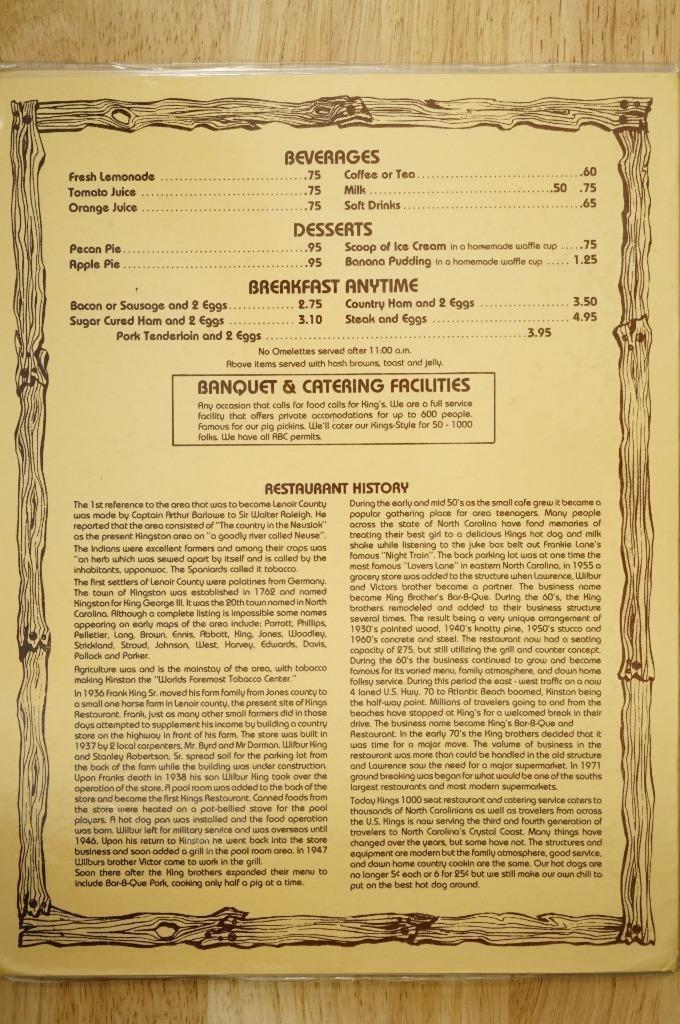 BEVERAGES
Fresh Lemonade .75 Coffee or Tea .60
Tomato Juice .75 Milk .50 .75
Orange Juice .75 Soft Drinks .65
DESSERTS
Pecan Pie .95 Scoop of Ice Cream in a homemade waffle cup .75
Apple Pie .95 Banana Pudding in a homemade waffle cup 1.25
BREAKFAST ANYTIME
Bacon or Sausage and 2 Eggs 2.75 Country Ham and 2 Eggs 3.50
Sugar Cured Ham and 2 Eggs 3.10 Steak and Eggs 4.95
Pork Tenderloin and 2 Eggs 3.95
No Omelettes served after 11:00 a.m.
Above items served with hash browns, toast and jelly.
BANQUET & CATERING FACILITIES
Any occasion that calls for food calls for King's. We are a full service
facility that offers private accomodations for up to 600 people.
Famous for our pig pickins. We'll cater our Kings-Style for 50 - 1000
folks. We have all ABC permits.
RESTAURANT HISTORY
The 1st reference to the area that was to become Lenoir County
was made by Captain Arthur Barlowe to Sir Walter Raleigh. He
reported that the area consisted of "The country in the Neusiok"
as the present Kingston area on "a goodly river called Neuse".
The Indians were excellent farmers and among their crops was
"an herb which was sewed apart by itself and is called by the
inhabitants, upponwoc. The Spaniards called it tobacco.
The first settlers of Lenoir County were palatines from Germany.
The town of Kingston was established in 1762 and named
Kingston for King George III. It was the 20th town named in North
Carolina. Although a complete listing is impossible some names
appearing on early maps of the area include; Parrott, Phillips,
Pelletier, Long, Brown, Ennis, Abbott, King, Jones, Woodley,
Strickland, Stroud, Johnson, West, Harvey, Edwards, Davis,
Pollack and Parker.
Agriculture was and is the mainstay of the area, with tobacco
making Kinston the "Worlds Foremost Tobacco Center."
In 1936 Frank King Sr. moved his farm family from Jones county to
a small one horse farm in Lenoir county, the present site of Kings
Restaurant. Frank, just as many other small farmers did in those
days attempted to supplement his income by building a country
store on the highway in front of his farm. The store was built in
1937 by 2 local carpenters, Mr. Byrd and Mr Dorman. Wilbur King
and Stanley Robertson, Sr. spread soil for the parking lot from
the back of the farm while the building was under construction.
Upon Franks death in 1938 his son Wilbur King took over the
operation of the store. A pool room was added to the back of the
store and became the first Kings Restaurant. Canned foods from
the store were heated on a pot-bellied stove for the pool
players. A hot dog pan was installed and the food operation
was born. Wilbur left for military service and was overseas until
1946. Upon his return to Kinston he went back into the store
business and soon added a grill in the pool room area. In 1947
Wilburs brother Victor came to work in the grill.
Soon there after the King brothers expanded their menu to
include Bar-B-Que Pork, cooking only half a pig at a time.
During the early and mid 50's as the small cafe grew it became a
popular gathering place for area teenagers. Many people
across the state of North Carolina have fond memories of
treating their best girl to a delicious Kings hot dog and milk
shake while listening to the juke box belt out Frankie Lane's
famous "Night Train". The back parking lot was at one time the
most famous "Lovers Lane" in eastern North Carolina, in 1955 a
grocery store was added to the structure when Lawrence, Wilbur
and Victors brother became a partner. The business name
became King Brother's Bar-B-Que. During the 60's, the King
brothers remodeled and added to their business structure
several times. The result being a very unique arrangement of
1930's painted wood, 1940's knotty pine, 1950's stucco and
1960's concrete and steel. The restaurant now had a seating
capacity of 275, but still utilizing the grill and counter concept.
During the 60's the business continued to grow and become
famous for its varied menu, family atmosphere, and down home
folksy service. During this period the east - west traffic on a now
4 laned U.S. Hwy. 70 to Atlantic Beach boomed, Kinston being
the half-way point. Millions of travelers going to and from the
beaches have stopped at King's for a welcomed break in their
drive. The business name became King's Bar-B-Que and
Restaurant. In the early 70's the King brothers decided that it
was time for a major move. The volume of business in the
restaurant was more than could be handled in the old structure
and Lawrence saw the need for a major supermarket. In 1971
ground breaking was began for what would be one of the souths
largest restaurants and most modern supermarkets.
Today Kings 1000 seat restaurant and catering service caters to
thousands of North Carolinians as well as travelers from across
the U.S. Kings is now serving the third and fourth generation of
travelers to North Carolina's Crystal Coast. Many things have
changed over the years, but some have not. The structures and
equipment are modern but the family atmosphere, good service,
and down home country cookin are the same. Our hot dogs are
no longer 5¢ each or 6 for 25¢ but we still make our own chili to
put on the best hot dog around.